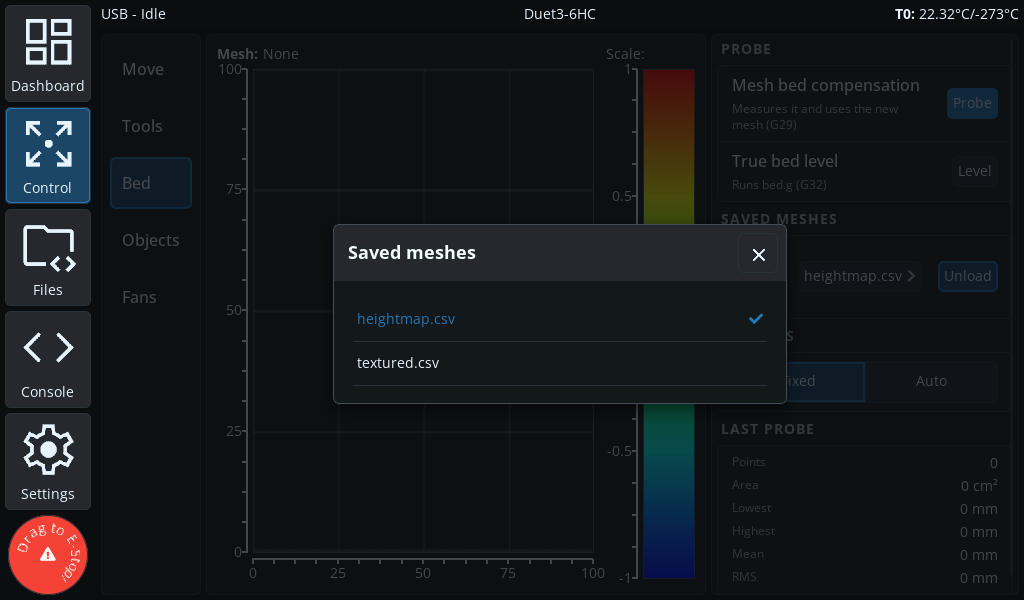 USB - Idle
Duet3-6HC
T0: 22.32°C/-273°C
Dashboard
Control
Files
Console
Settings
Drag to E-Stop!
Move
Tools
Bed
Objects
Fans
Mesh: None
Scale:
100
75
50
25
0
0
25
50
75
100
1
0.5
-0.5
-1
PROBE
Mesh bed compensation
Measures it and uses the new
mesh (G29)
Probe
True bed level
Runs bed.g (G32)
Level
SAVED MESHES
heightmap.csv
Unload
Saved meshes
heightmap.csv
textured.csv
Auto
LAST PROBE
Points 0
Area 0 cm²
Lowest 0 mm
Highest 0 mm
Mean 0 mm
RMS 0 mm